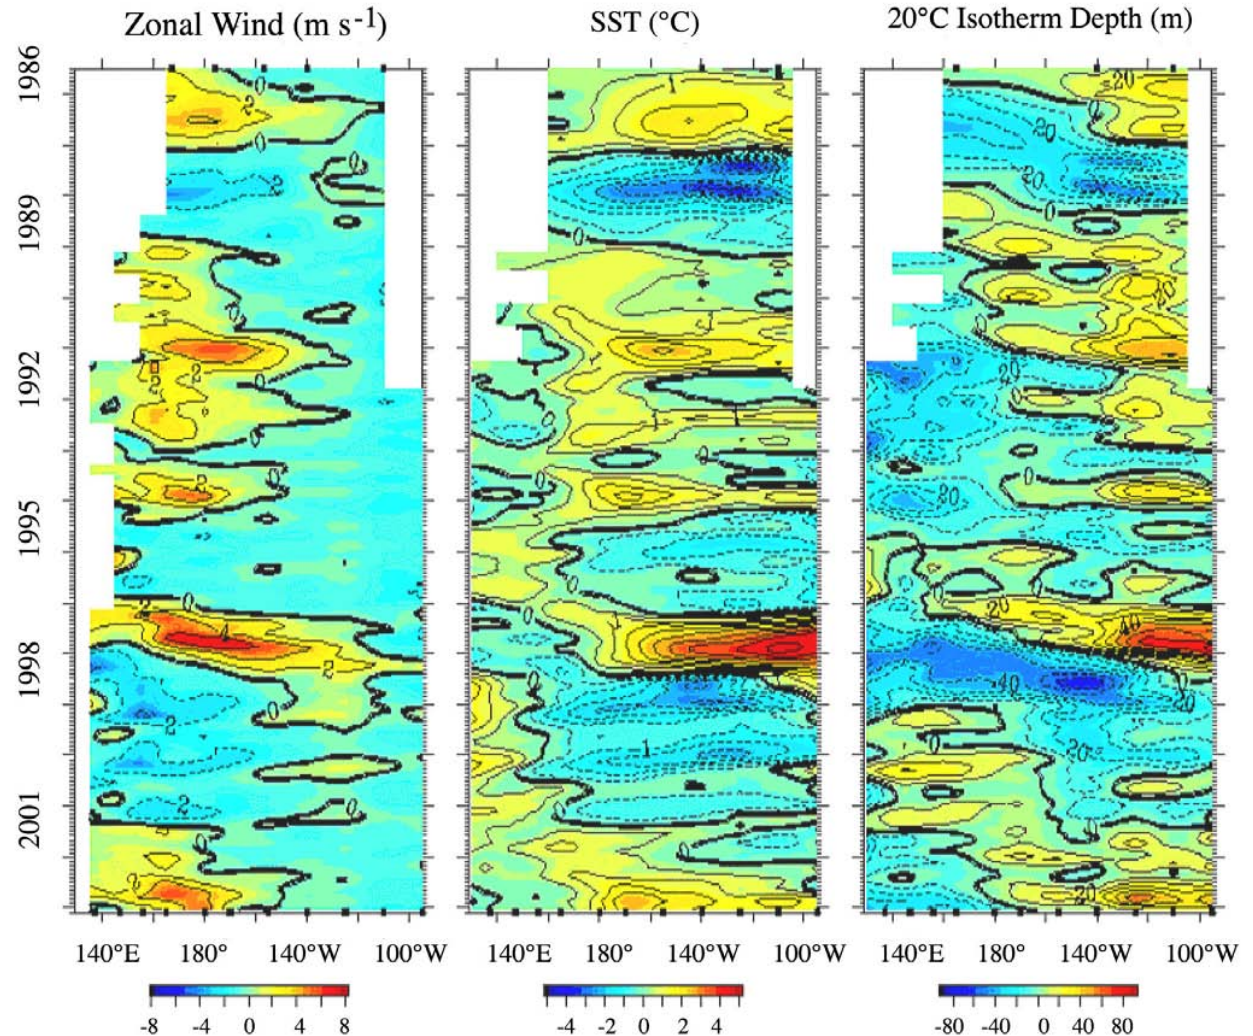 Zonal Wind (m s-1)
SST (°C)
20°C Isotherm Depth (m)
1986
1989
1992
1995
1998
2001
140°E 180° 140°W 100°W
140°E 180° 140°W 100°W
140°E 180° 140°W 100°W
-8 -4 0 4 8
-4 -2 0 2 4
-80 -40 0 40 80